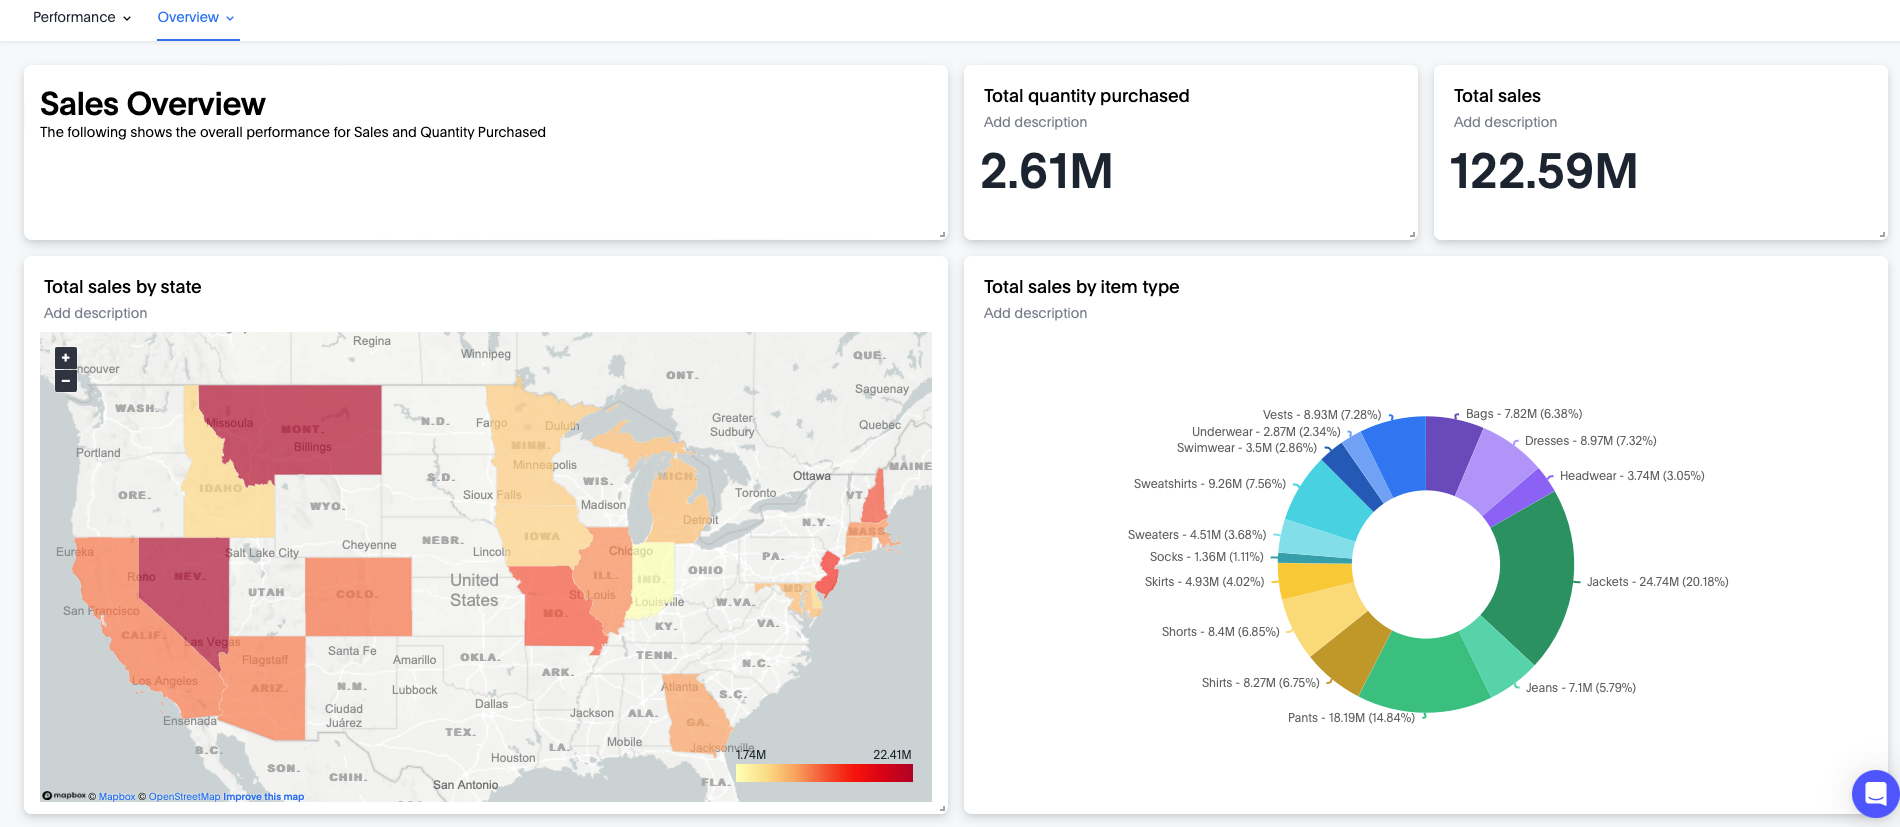 Performance
Overview
Sales Overview
The following shows the overall performance for Sales and Quantity Purchased
Total quantity purchased
Add description
2.61M
Total sales
Add description
122.59M
Total sales by state
Add description
+
−
ncouver
Regina
Winnipeg
ONT.
QUE.
Saguenay
WASH.
Missoula
MONT.
Billings
N.D.
Fargo
Duluth
Greater
Sudbury
Quebec
Portland
MINN.
Minneapolis
Ottawa
MAINE
ORE.
IDAHO
WYO.
S.D.
Sioux Falls
WIS.
Madison
MICH.
Toronto
VT.
Detroit
N.Y.
MASS.
Eureka
Salt Lake City
Cheyenne
NEBR.
Lincoln
IOWA
Chicago
PA.
Reno
NEV.
UTAH
COLO.
United
States
ILL.
IND.
OHIO
MD.
San Francisco
St. Louis
Louisville
W.VA.
CALIF.
Las Vegas
MO.
KY.
VA.
Flagstaff
Santa Fe
Amarillo
OKLA.
ARK.
TENN.
N.C.
Los Angeles
ARIZ.
N.M.
Lubbock
Atlanta
S.C.
Ensenada
Ciudad
Juárez
Dallas
Jackson
ALA.
GA.
B.C.
TEX.
LA.
Mobile
Jacksonville
SON.
CHIH.
Houston
San Antonio
FLA.
1.74M
22.41M
mapbox © Mapbox © OpenStreetMap Improve this map
Total sales by item type
Add description
Vests - 8.93M (7.28%)
Bags - 7.82M (6.38%)
Underwear - 2.87M (2.34%)
Dresses - 8.97M (7.32%)
Swimwear - 3.5M (2.86%)
Headwear - 3.74M (3.05%)
Sweatshirts - 9.26M (7.56%)
Sweaters - 4.51M (3.68%)
Socks - 1.36M (1.11%)
Skirts - 4.93M (4.02%)
Jackets - 24.74M (20.18%)
Shorts - 8.4M (6.85%)
Shirts - 8.27M (6.75%)
Jeans - 7.1M (5.79%)
Pants - 18.19M (14.84%)